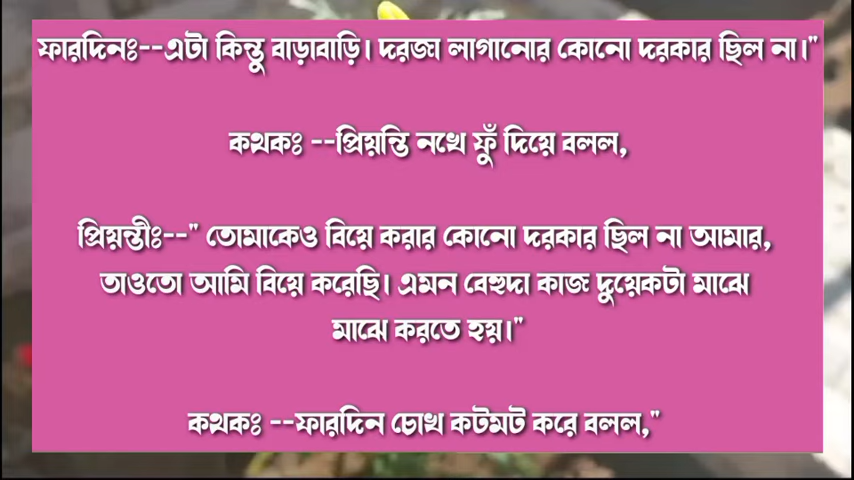 ফারদিনঃ--এটা কিন্তু বাড়াবাড়ি। দরজা লাগানোর কোনো দরকার ছিল না।"
কথকঃ --প্রিয়ন্তি নখে ফুঁ দিয়ে বলল,
প্রিয়ন্তীঃ--" তোমাকেও বিয়ে করার কোনো দরকার ছিল না আমার,
তাওতো আমি বিয়ে করেছি। এমন বেহুদা কাজ দুয়েকটা মাঝে
মাঝে করতে হয়।"
কথকঃ --ফারদিন চোখ কটমট করে বলল,"